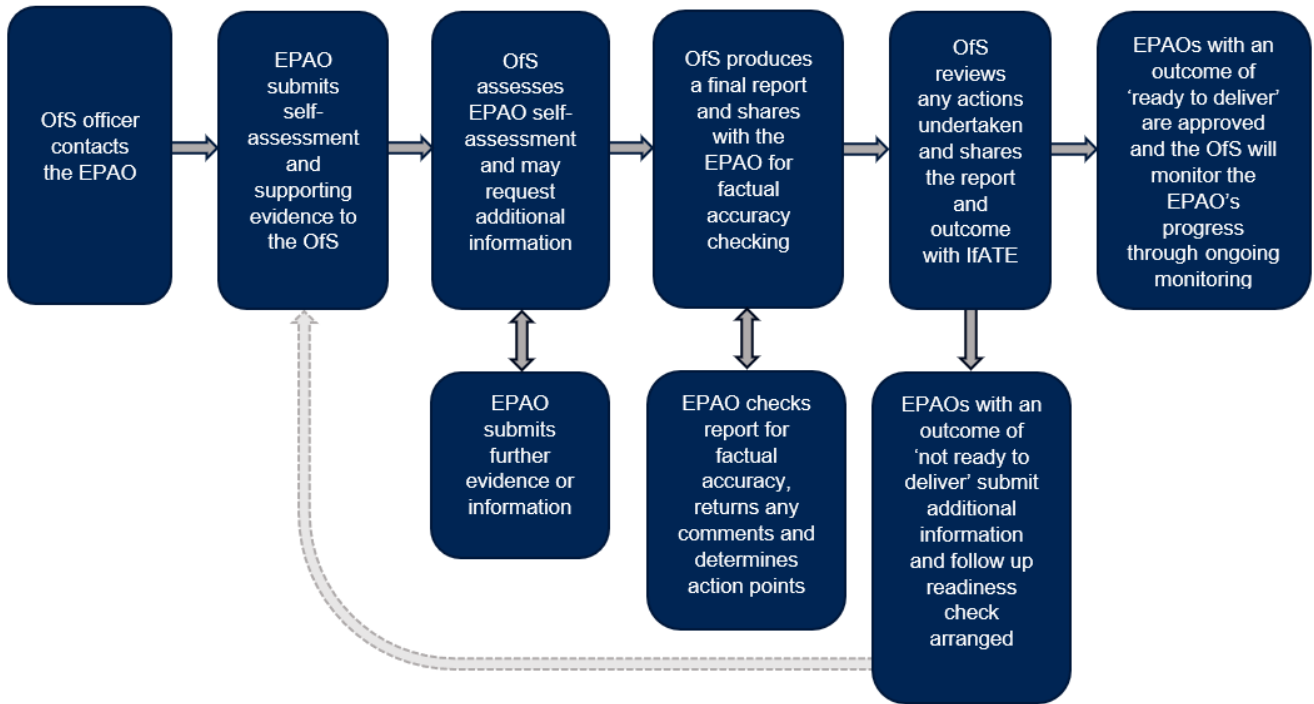 OfS officer
contacts
the EPAO
EPAO
submits
self-
assessment
and
supporting
evidence to
the OfS
OfS
assesses
EPAO self-
assessment
and may
request
additional
information
OfS produces
a final report
and shares
with the
EPAO for
factual
accuracy
checking
OfS
reviews
any actions
undertaken
and shares
the report
and
outcome
with IfATE
EPAOs with an
outcome of
‘ready to deliver’
are approved
and the OfS will
monitor the
EPAO’s
progress
through ongoing
monitoring
EPAO
submits
further
evidence or
information
EPAO checks
report for
factual
accuracy,
returns any
comments and
determines
action points
EPAOs with an
outcome of
‘not ready to
deliver’ submit
additional
information
and follow up
readiness
check
arranged